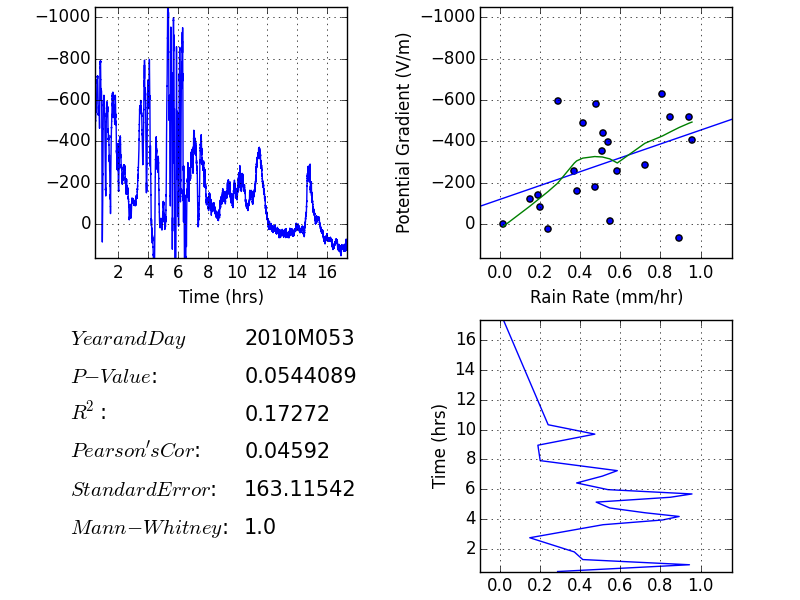 −1000
−800
−600
−400
−200
0
2 4 6 8 10 12 14 16
Time (hrs)
Potential Gradient (V/m)
−1000
−800
−600
−400
−200
0
0.0 0.2 0.4 0.6 0.8 1.0
Rain Rate (mm/hr)
YearandDay 2010M053
P−Value: 0.0544089
R²: 0.17272
Pearson'sCor: 0.04592
StandardError: 163.11542
Mann−Whitney: 1.0
Time (hrs)
16
14
12
10
8
6
4
2
0.0 0.2 0.4 0.6 0.8 1.0